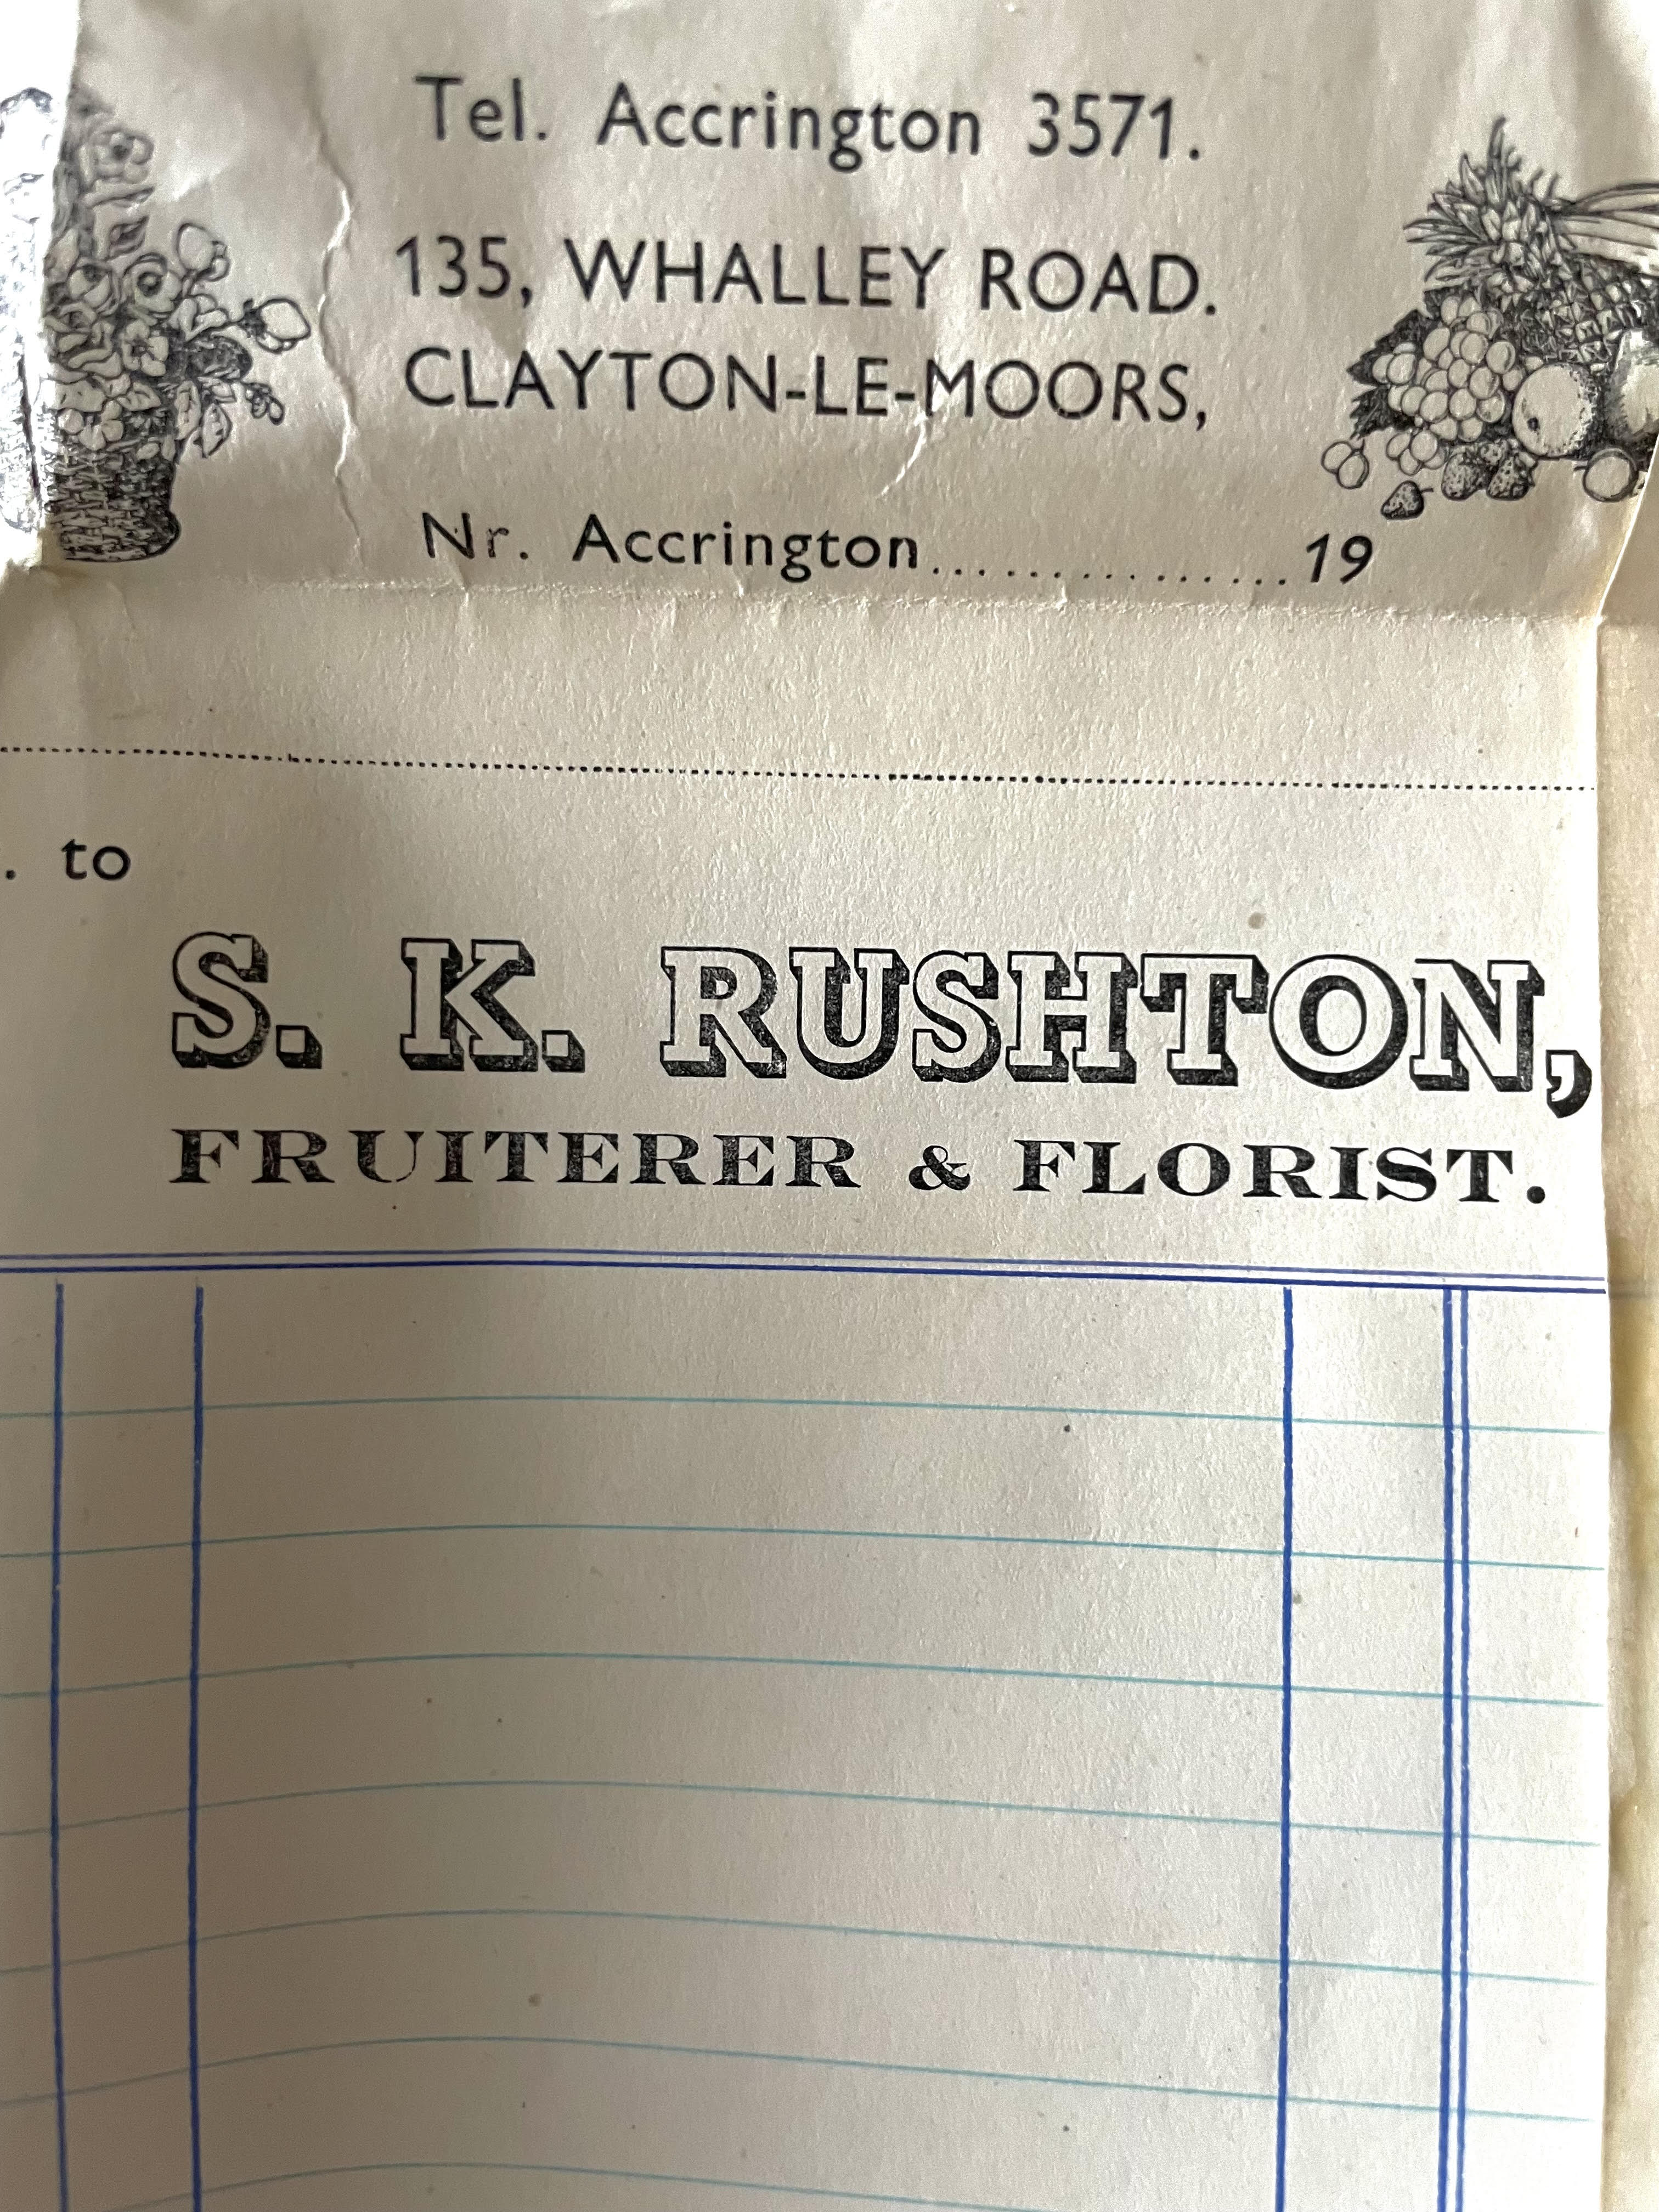 Tel. Accrington 3571.
135, WHALLEY ROAD.
CLAYTON-LE-MOORS,
Nr. Accrington................19
. to
S. K. RUSHTON,
FRUITERER & FLORIST.